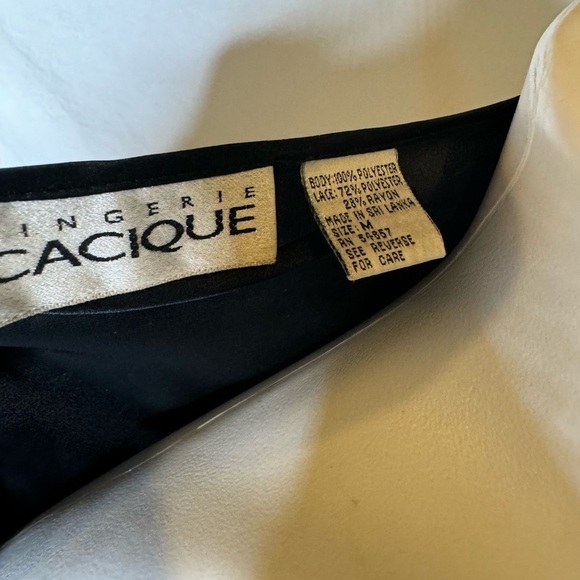 INGERIE
CACIQUE
BODY:100% POLYESTER
LACE: 72% POLYESTER
28% RAYON
MADE IN SRI LANKA
SIZE: M
RN 56857
SEE REVERSE
FOR CARE